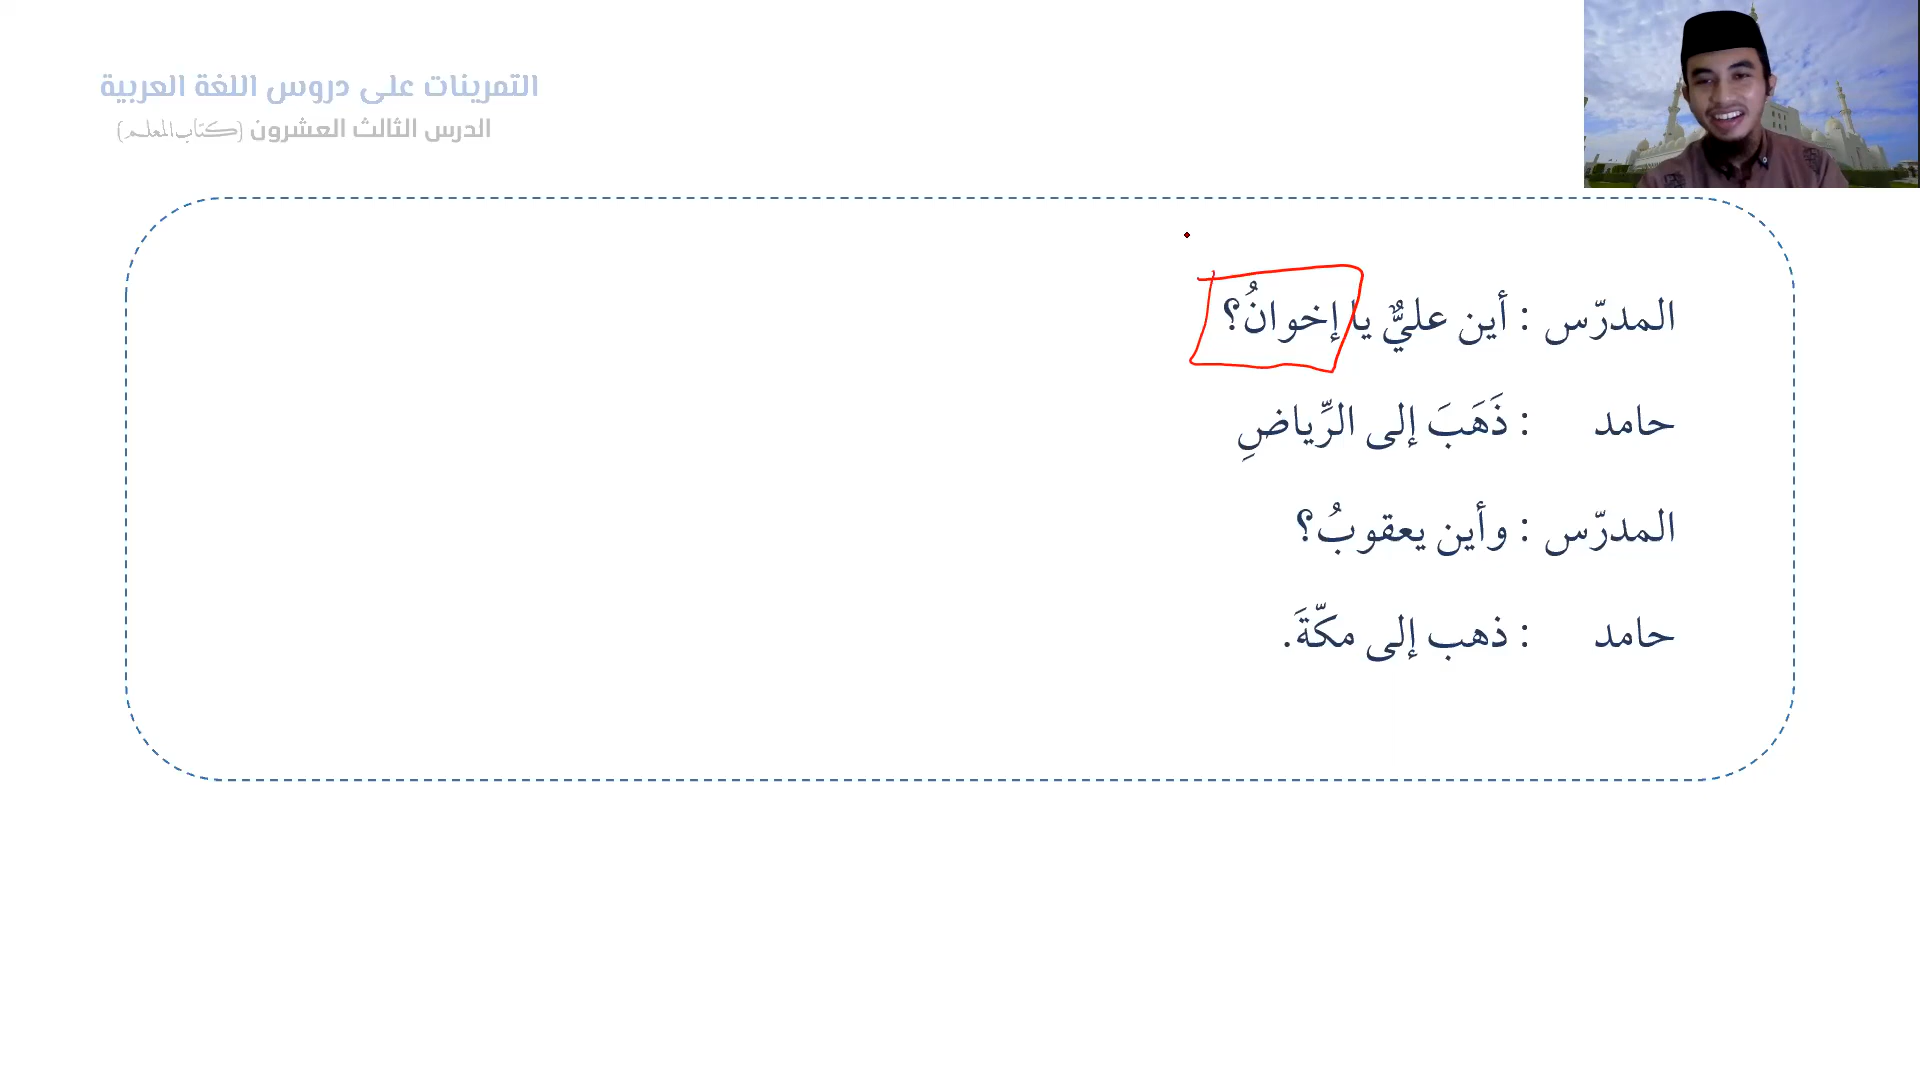 التمرينات على دروس اللغة العربية
الدرس الثالث العشرون (كتاب المعلم)
المدرّس : أين عليٌّ يا إخوانُ؟
حامد : ذَهَبَ إلى الرِّياضِ
المدرّس : وأين يعقوبُ؟
حامد : ذهب إلى مكّةَ.